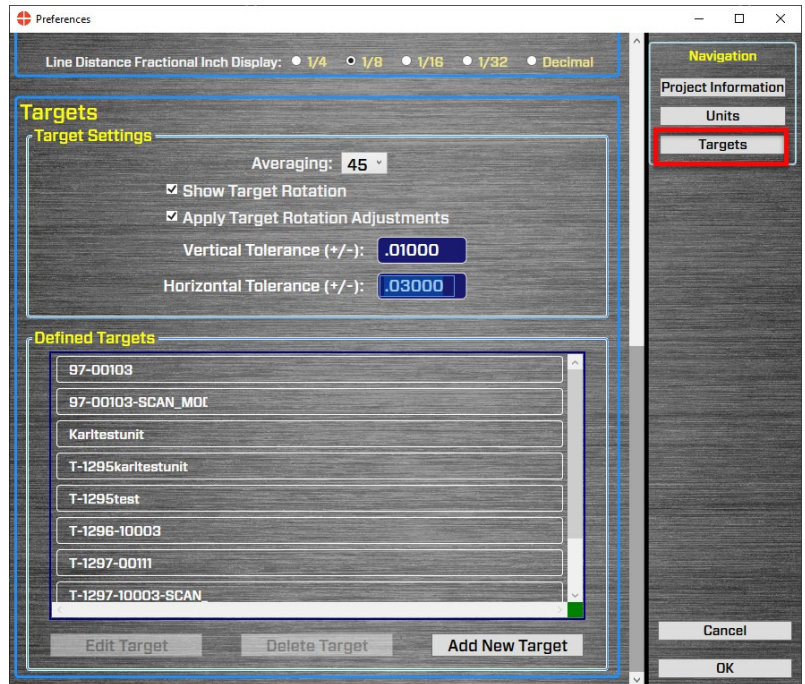 Preferences
Line Distance Fractional Inch Display: 1/4 1/8 1/16 1/32 Decimal
Targets
Target Settings
Averaging: 45
Show Target Rotation
Apply Target Rotation Adjustments
Vertical Tolerance (+/-): .01000
Horizontal Tolerance (+/-): .03000
Defined Targets
97-00103
97-00103-SCAN_MOD
Karltestunit
T-1295karltestunit
T-1295test
T-1296-10003
T-1297-00111
T-1297-10003-SCAN_
Edit Target Delete Target Add New Target
Navigation
Project Information
Units
Targets
Cancel
OK